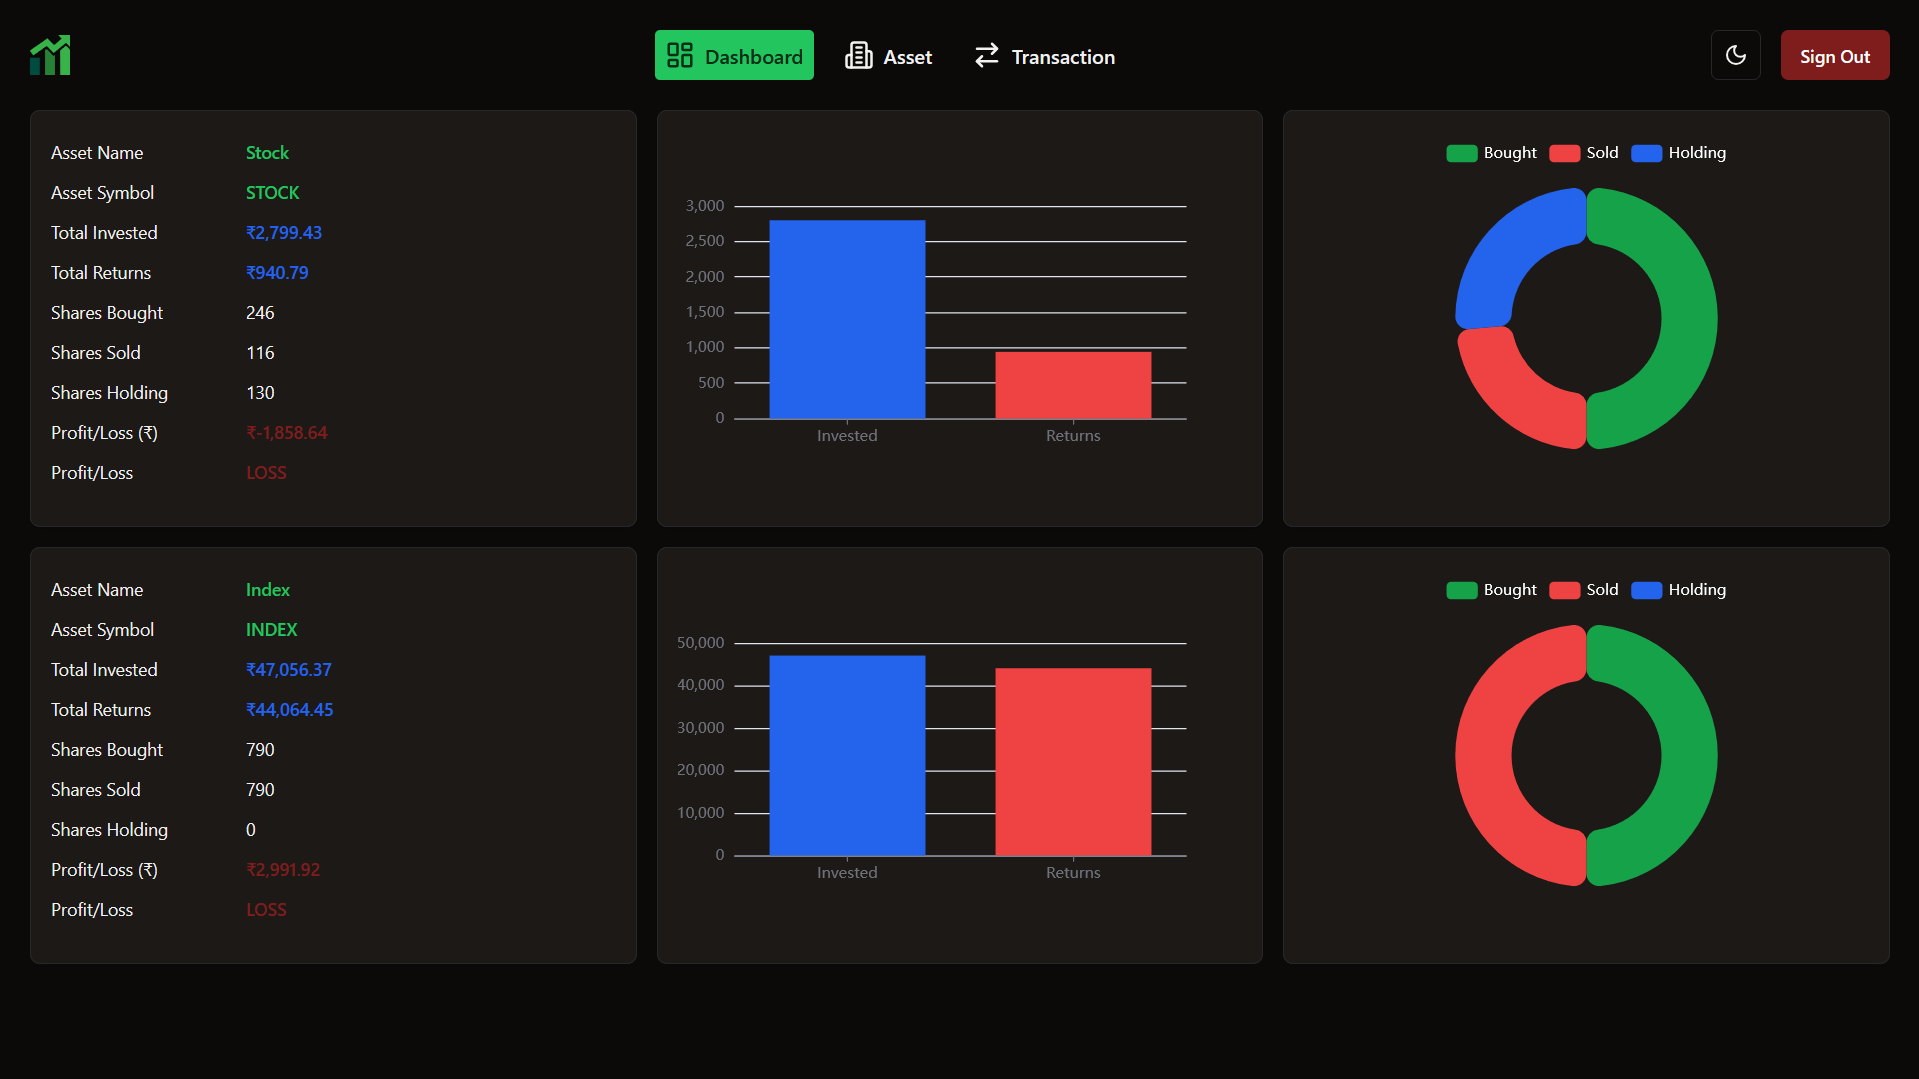 Dashboard Asset Transaction Sign Out
Asset Name Stock
Asset Symbol STOCK
Total Invested ₹2,799.43
Total Returns ₹940.79
Shares Bought 246
Shares Sold 116
Shares Holding 130
Profit/Loss (₹) ₹-1,858.64
Profit/Loss LOSS
3,000
2,500
2,000
1,500
1,000
500
0
Invested Returns
Bought Sold Holding
Asset Name Index
Asset Symbol INDEX
Total Invested ₹47,056.37
Total Returns ₹44,064.45
Shares Bought 790
Shares Sold 790
Shares Holding 0
Profit/Loss (₹) ₹2,991.92
Profit/Loss LOSS
50,000
40,000
30,000
20,000
10,000
0
Invested Returns
Bought Sold Holding